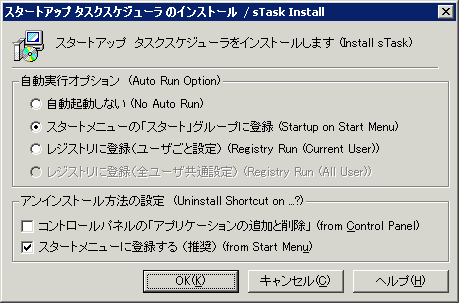 スタートアップ タスクスケジューラ のインストール / sTask Install
スタートアップ タスクスケジューラをインストールします (Install sTask)
自動実行オプション (Auto Run Option)
自動起動しない (No Auto Run)
スタートメニューの「スタート」グループに登録 (Startup on Start Menu)
レジストリに登録(ユーザごと設定) (Registry Run (Current User))
レジストリに登録(全ユーザ共通設定) (Registry Run (All User))
アンインストール方法の設定 (Uninstall Shortcut on ...?)
コントロールパネルの「アプリケーションの追加と削除」 (from Control Panel)
スタートメニューに登録する (推奨) (from Start Menu)
OK(K) キャンセル(C) ヘルプ(H)